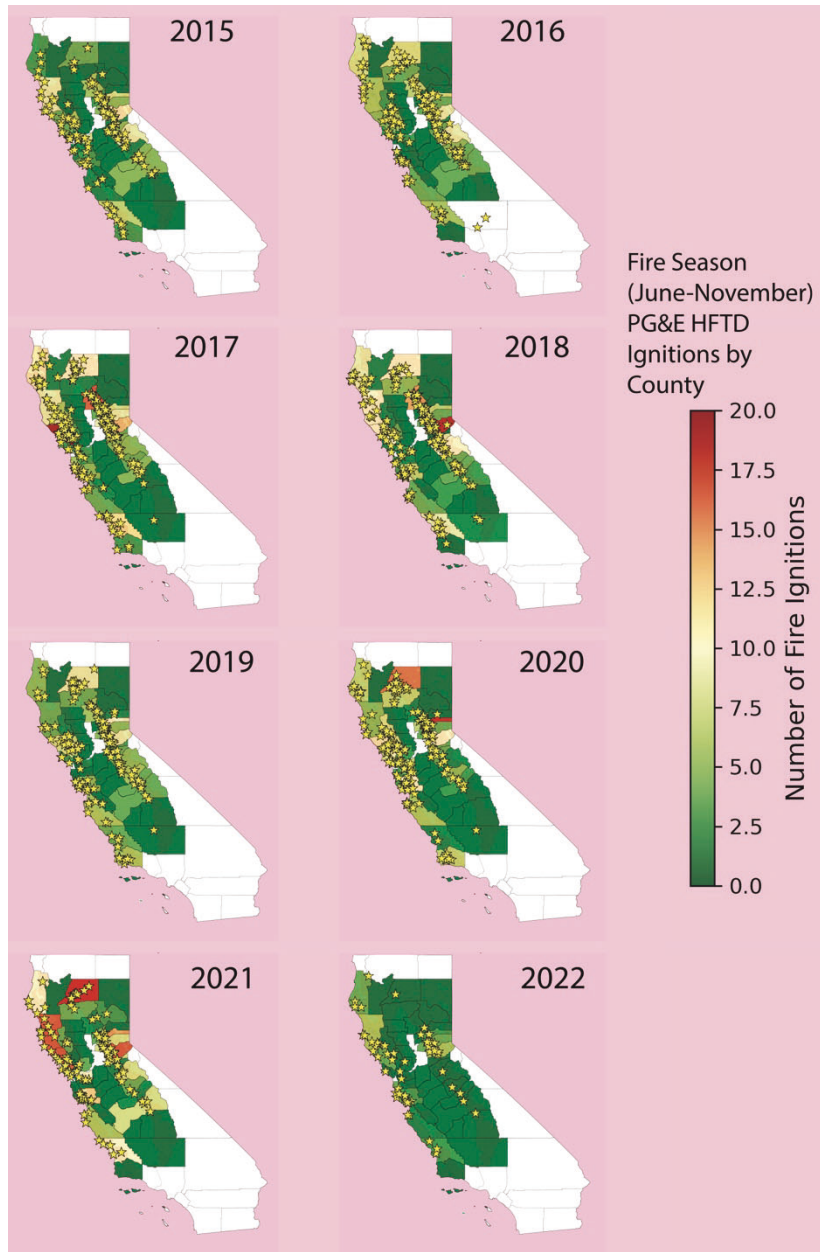 2015
2016
Fire Season
(June-November)
PG&E HFTD
Ignitions by
County
2017
2018
20.0
17.5
15.0
12.5
10.0
7.5
5.0
2.5
0.0
Number of Fire Ignitions
2019
2020
2021
2022